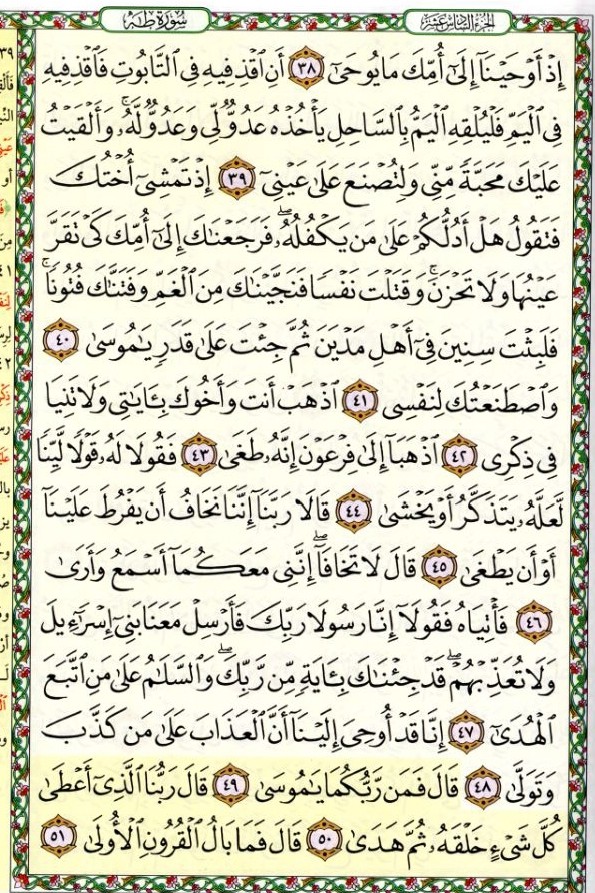 سُورَةُ طه
الجزء السادس عشر
إِذْ أَوْحَيْنَآ إِلَىٰٓ أُمِّكَ مَا يُوحَىٰٓ ٣٨ أَنِ ٱقْذِفِيهِ فِى ٱلتَّابُوتِ فَٱقْذِفِيهِ
فِى ٱلْيَمِّ فَلْيُلْقِهِ ٱلْيَمُّ بِٱلسَّاحِلِ يَأْخُذْهُ عَدُوٌّ لِّى وَعَدُوٌّ لَّهُۥ ۚ وَأَلْقَيْتُ
عَلَيْكَ مَحَبَّةً مِّنِّى وَلِتُصْنَعَ عَلَىٰ عَيْنِىٓ ٣٩ إِذْ تَمْشِىٓ أُخْتُكَ
فَتَقُولُ هَلْ أَدُلُّكُمْ عَلَىٰ مَن يَكْفُلُهُۥ ۖ فَرَجَعْنَٰكَ إِلَىٰٓ أُمِّكَ كَىْ تَقَرَّ
عَيْنُهَا وَلَا تَحْزَنَ ۚ وَقَتَلْتَ نَفْسًا فَنَجَّيْنَٰكَ مِنَ ٱلْغَمِّ وَفَتَنَّٰكَ فُتُونًا ۚ
فَلَبِثْتَ سِنِينَ فِىٓ أَهْلِ مَدْيَنَ ثُمَّ جِئْتَ عَلَىٰ قَدَرٍ يَٰمُوسَىٰ ٤٠
وَٱصْطَنَعْتُكَ لِنَفْسِى ٤١ ٱذْهَبْ أَنتَ وَأَخُوكَ بِـَٔايَٰتِى وَلَا تَنِيَا
فِى ذِكْرِى ٤٢ ٱذْهَبَآ إِلَىٰ فِرْعَوْنَ إِنَّهُۥ طَغَىٰ ٤٣ فَقُولَا لَهُۥ قَوْلًا لَّيِّنًا
لَّعَلَّهُۥ يَتَذَكَّرُ أَوْ يَخْشَىٰ ٤٤ قَالَا رَبَّنَآ إِنَّنَا نَخَافُ أَن يَفْرُطَ عَلَيْنَآ
أَوْ أَن يَطْغَىٰ ٤٥ قَالَ لَا تَخَافَآ ۖ إِنَّنِى مَعَكُمَآ أَسْمَعُ وَأَرَىٰ
٤٦ فَأْتِيَاهُ فَقُولَآ إِنَّا رَسُولَا رَبِّكَ فَأَرْسِلْ مَعَنَا بَنِىٓ إِسْرَٰٓءِيلَ
وَلَا تُعَذِّبْهُمْ ۖ قَدْ جِئْنَٰكَ بِـَٔايَةٍ مِّن رَّبِّكَ ۖ وَٱلسَّلَٰمُ عَلَىٰ مَنِ ٱتَّبَعَ
ٱلْهُدَىٰٓ ٤٧ إِنَّا قَدْ أُوحِىَ إِلَيْنَآ أَنَّ ٱلْعَذَابَ عَلَىٰ مَن كَذَّبَ
وَتَوَلَّىٰ ٤٨ قَالَ فَمَن رَّبُّكُمَا يَٰمُوسَىٰ ٤٩ قَالَ رَبُّنَا ٱلَّذِىٓ أَعْطَىٰ
كُلَّ شَىْءٍ خَلْقَهُۥ ثُمَّ هَدَىٰ ٥٠ قَالَ فَمَا بَالُ ٱلْقُرُونِ ٱلْأُولَىٰ ٥١